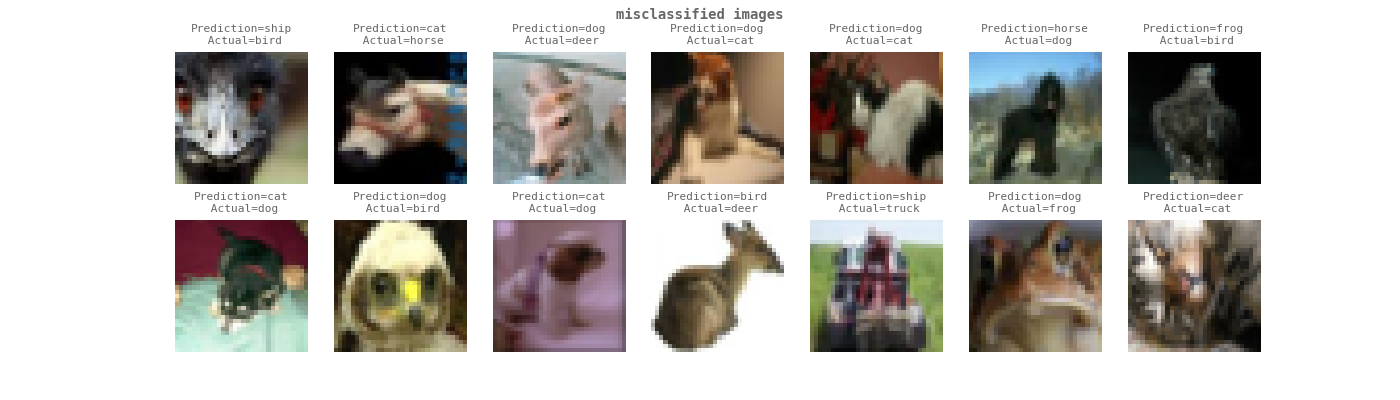 misclassified images
Prediction=ship
Actual=bird
Prediction=cat
Actual=horse
Prediction=dog
Actual=deer
Prediction=dog
Actual=cat
Prediction=dog
Actual=cat
Prediction=horse
Actual=dog
Prediction=frog
Actual=bird
Prediction=cat
Actual=dog
Prediction=dog
Actual=bird
Prediction=cat
Actual=dog
Prediction=bird
Actual=deer
Prediction=ship
Actual=truck
Prediction=dog
Actual=frog
Prediction=deer
Actual=cat